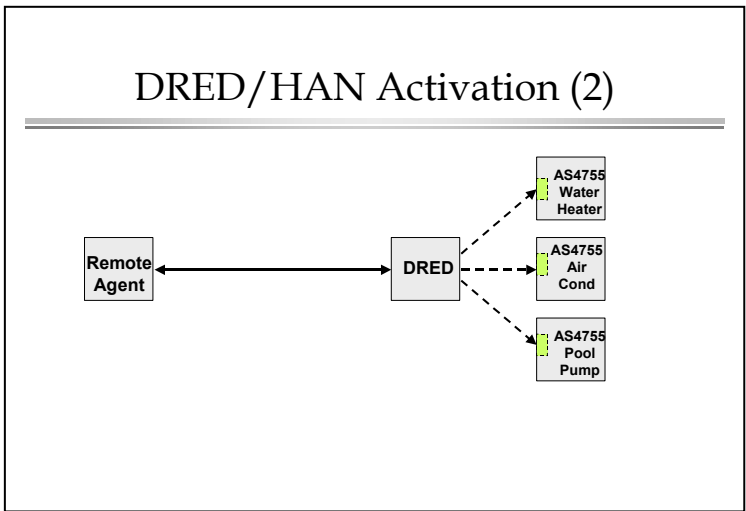 DRED/HAN Activation (2)
AS4755
Water
Heater
Remote
Agent
DRED
AS4755
Air
Cond
AS4755
Pool
Pump